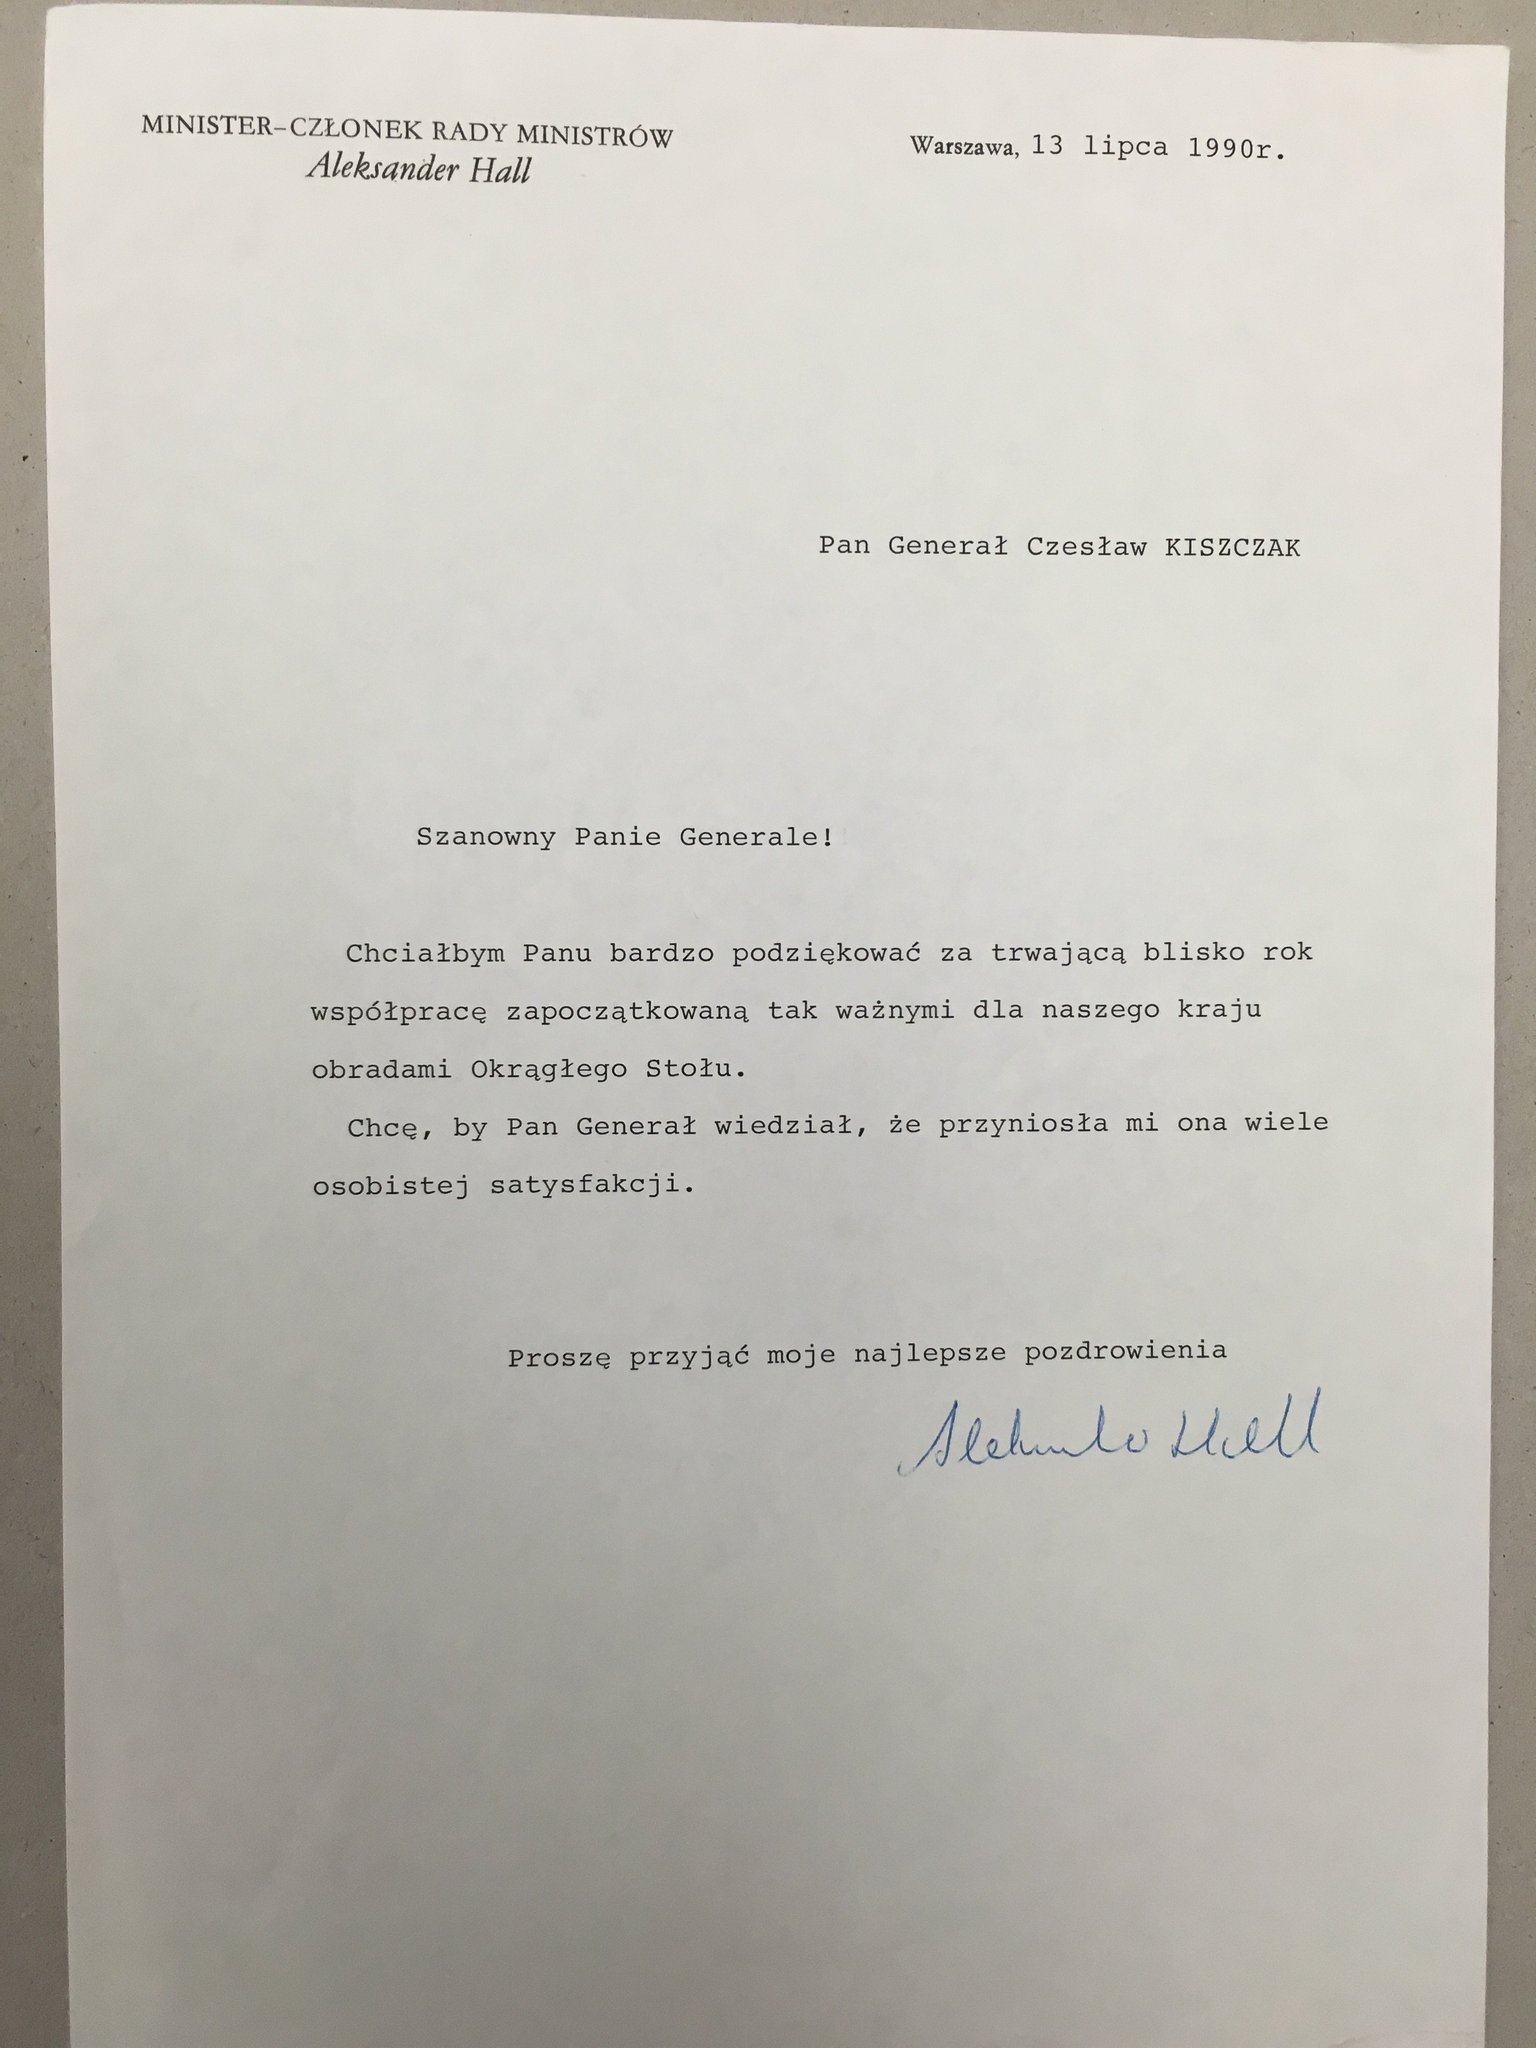 MINISTER–CZŁONEK RADY MINISTRÓW
Aleksander Hall
Warszawa, 13 lipca 1990r.
Pan Generał Czesław KISZCZAK
Szanowny Panie Generale!
Chciałbym Panu bardzo podziękować za trwającą blisko rok
współpracę zapoczątkowaną tak ważnymi dla naszego kraju
obradami Okrągłego Stołu.
Chcę, by Pan Generał wiedział, że przyniosła mi ona wiele
osobistej satysfakcji.
Proszę przyjąć moje najlepsze pozdrowienia
Aleksander Hall